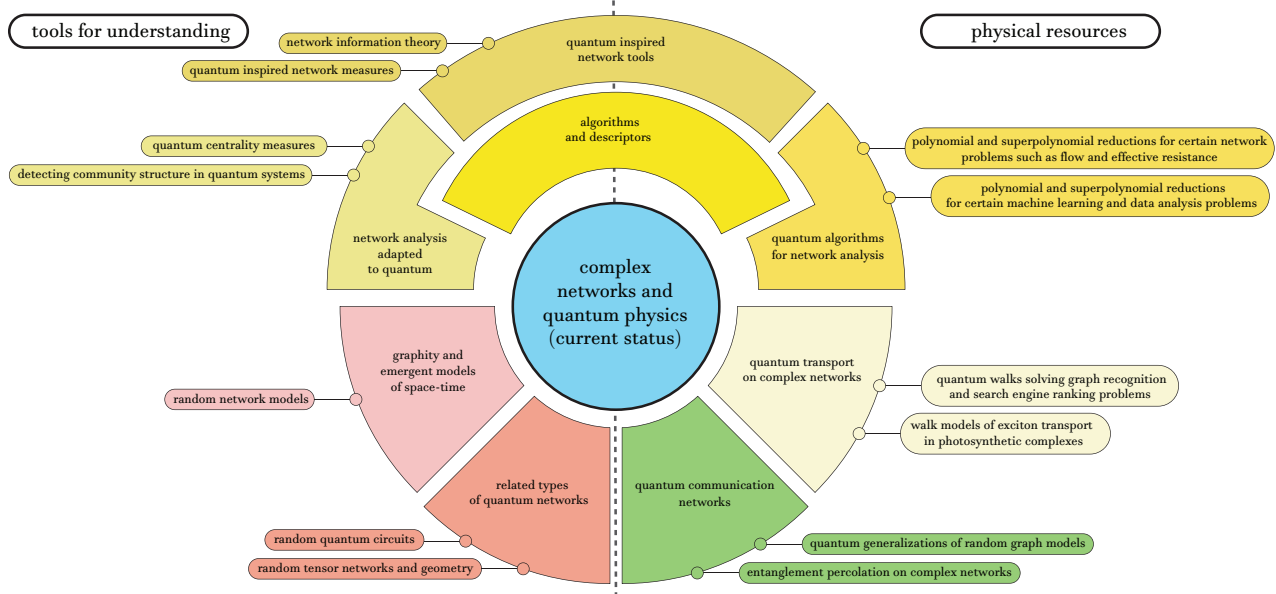 tools for understanding
physical resources
network information theory
quantum inspired network measures
quantum inspired
network tools
algorithms
and descriptors
quantum centrality measures
detecting community structure in quantum systems
polynomial and superpolynomial reductions for certain network
problems such as flow and effective resistance
polynomial and superpolynomial reductions
for certain machine learning and data analysis problems
network analysis
adapted
to quantum
quantum algorithms
for network analysis
complex
networks and
quantum physics
(current status)
graphity and
emergent models
of space-time
random network models
quantum transport
on complex networks
quantum walks solving graph recognition
and search engine ranking problems
walk models of exciton transport
in photosynthetic complexes
related types
of quantum networks
quantum communication
networks
random quantum circuits
random tensor networks and geometry
quantum generalizations of random graph models
entanglement percolation on complex networks